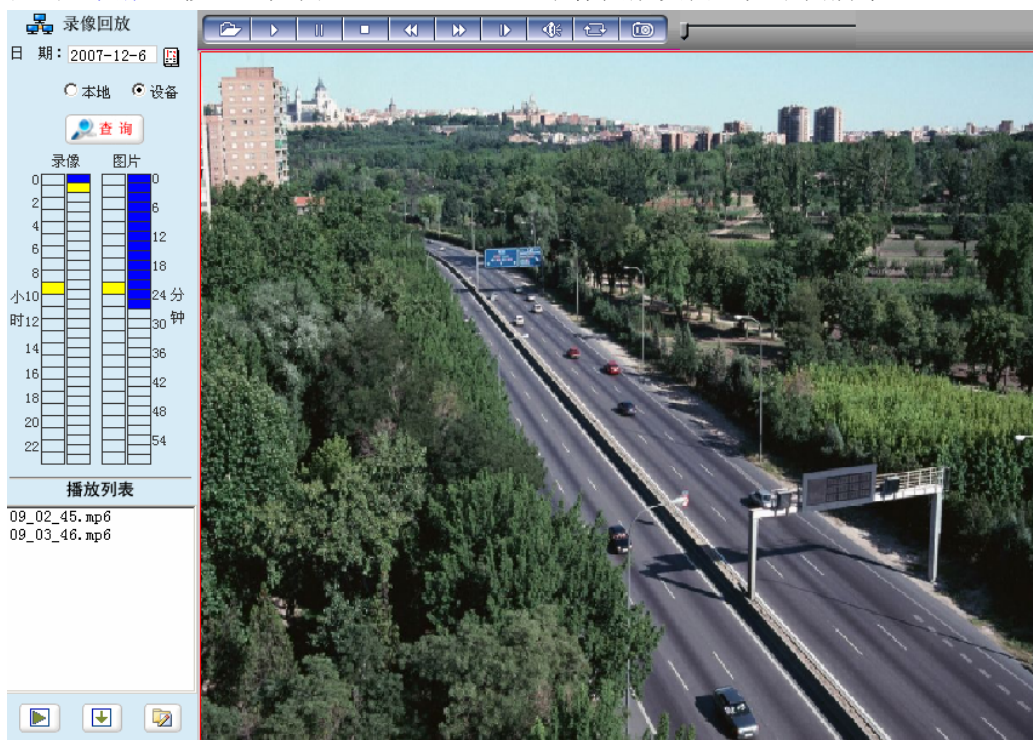 录像回放
日 期： 2007-12-6
本地 设备
查询
录像 图片
0 0
2 6
4 12
6 18
8
小10 24 分
时12 30 钟
14 36
16 42
18 48
20 54
22
播放列表
09_02_45.mp6
09_03_46.mp6